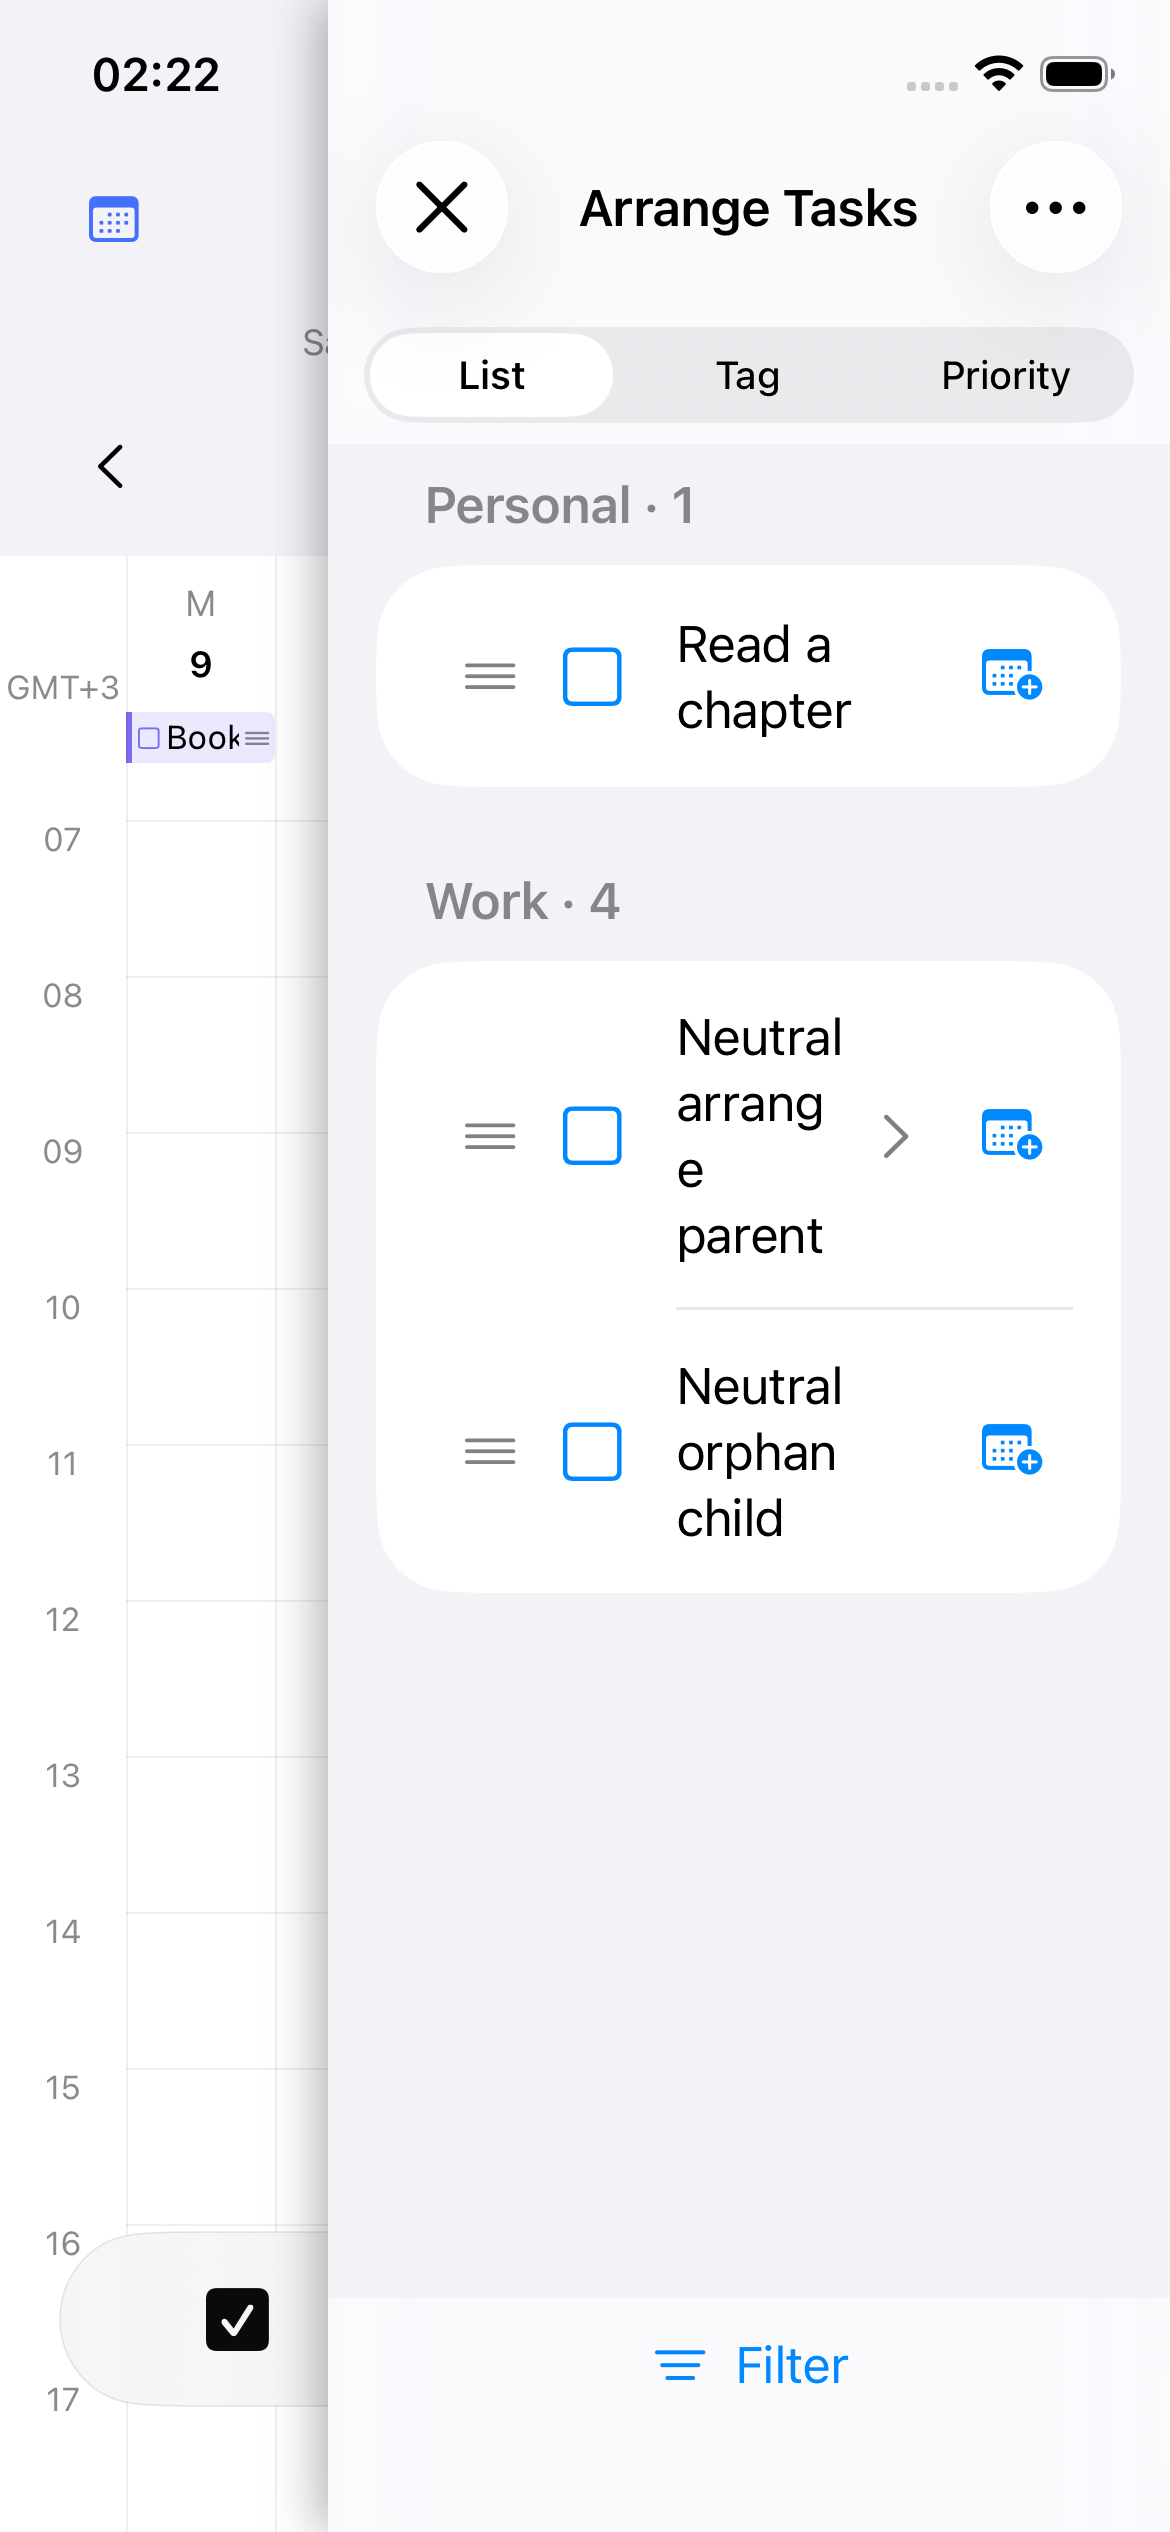 02:22
Arrange Tasks
Sa
List
Tag
Priority
Personal · 1
Read a
chapter
Work · 4
Neutral
arrang
e
parent
Neutral
orphan
child
Filter
M
9
GMT+3
Book
07
08
09
10
11
12
13
14
15
16
17